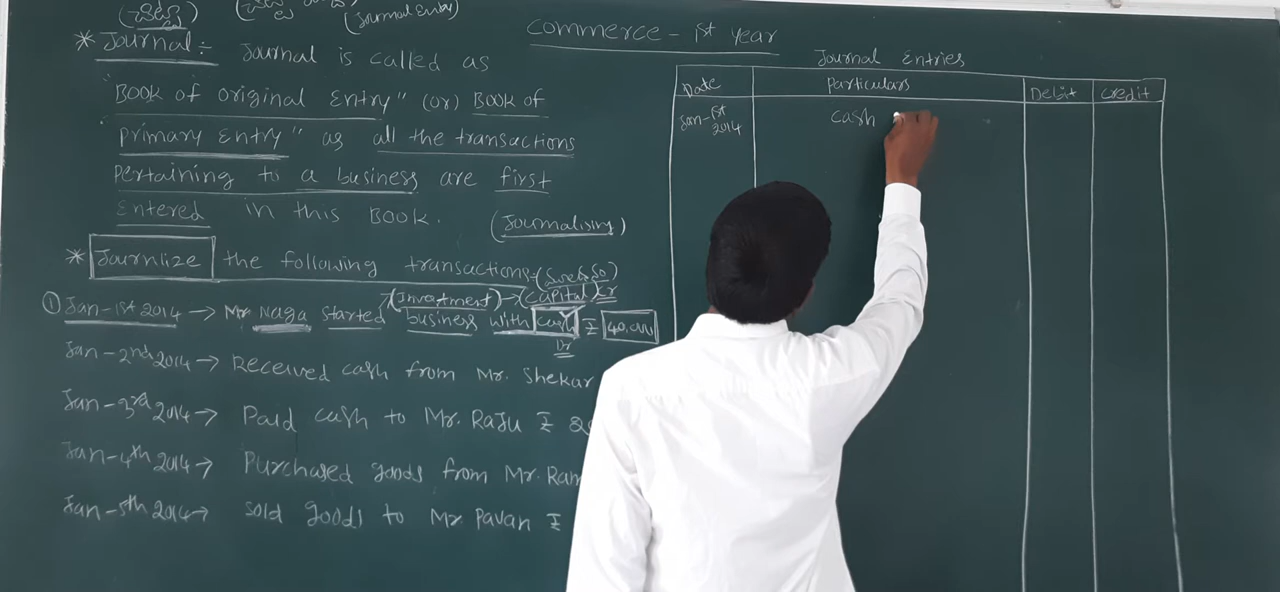 (Journal Entry)
commerce - 1st year
* Journal :- Journal is called as
"BOOK of original Entry" (or) BOOK of
"primary Entry" as all the transactions
Pertaining to a business are first
Entered in this BOOK. (Journalising)
* Journlize the following transactions:-
(Investment) → (capital) Cr
① Jan-1st 2014 → Mr Naga started business with cash ₹ 40,000
Dr
Jan-2nd 2014 → Received cash from Mr. Shekar
Jan-3rd 2014 → Paid cash to Mr. Raju ₹
Jan-4th 2014 → Purchased goods from Mr. Ram
Jan-5th 2014 → sold goods to Mr Pavan ₹
Journal Entries
Date Particulars Debit Credit
Jan-1st 2014 cash